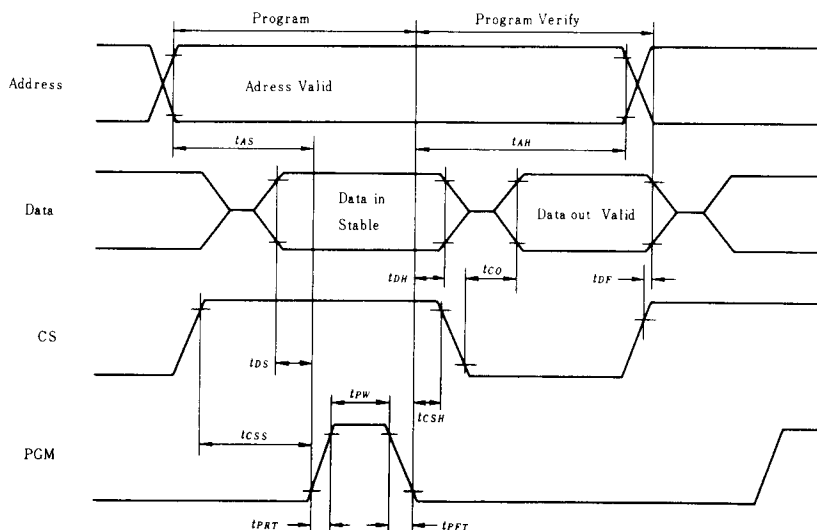 Program
Program Verify
Address
Adress Valid
tAS
tAH
Data
Data in
Stable
Data out Valid
tDH
tCO
tDF
CS
tDS
tPW
tCSH
tCSS
PGM
tPRT
tPFT